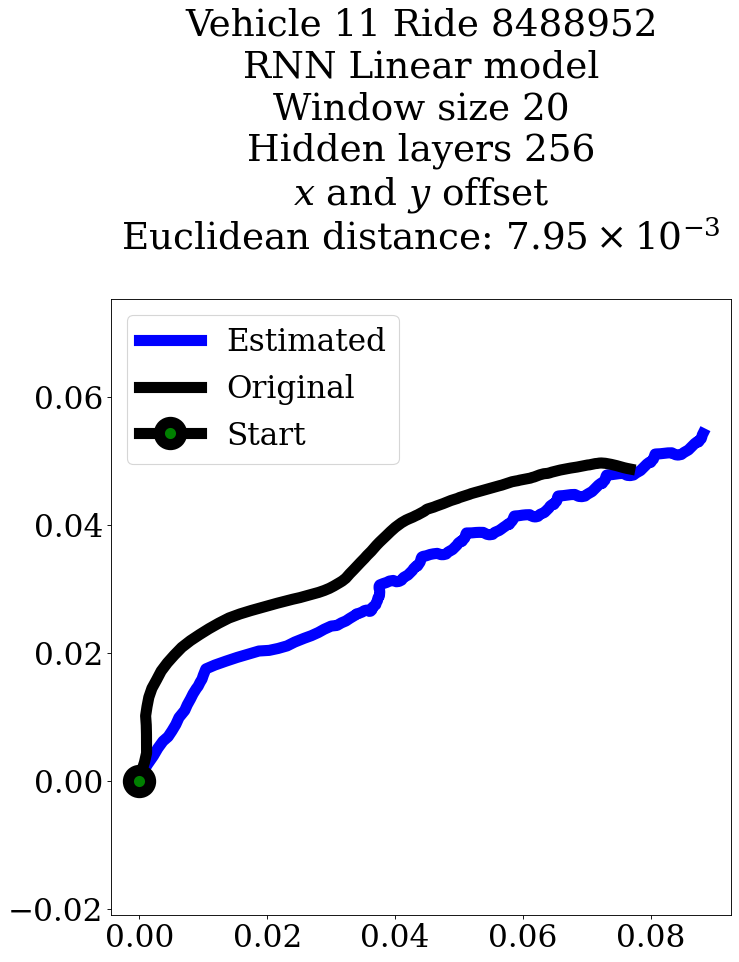 Vehicle 11 Ride 8488952
RNN Linear model
Window size 20
Hidden layers 256
x and y offset
Euclidean distance: 7.95 × 10⁻³
Estimated
Original
Start
0.06
0.04
0.02
0.00
−0.02
0.00 0.02 0.04 0.06 0.08